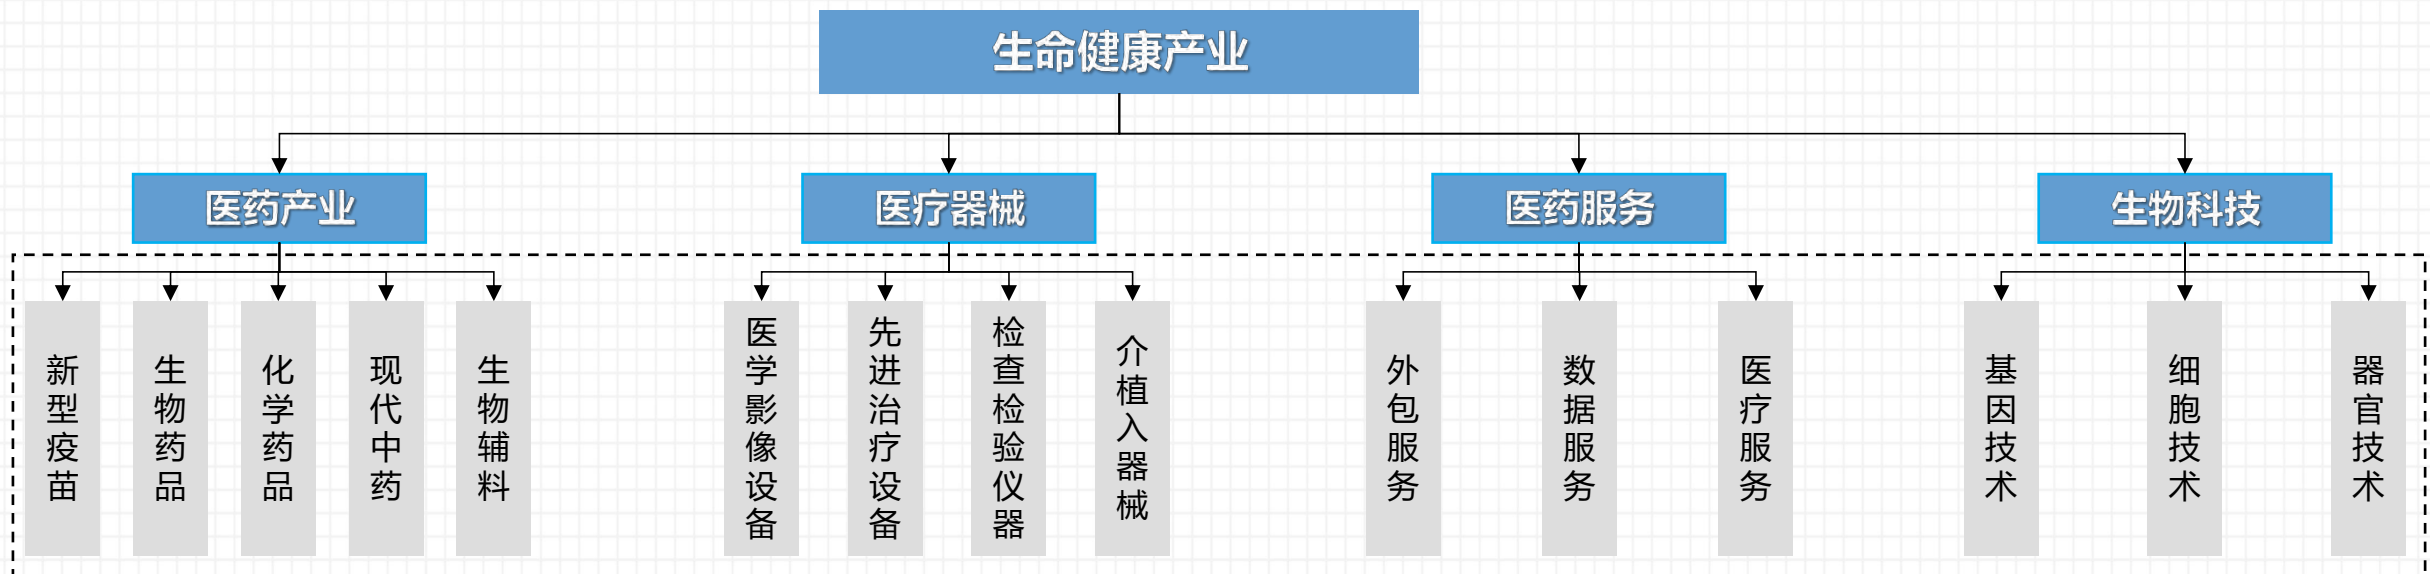 生命健康产业
医药产业
医疗器械
医药服务
生物科技
新型疫苗
生物药品
化学药品
现代中药
生物辅料
医学影像设备
先进治疗设备
检查检验仪器
介植入器械
外包服务
数据服务
医疗服务
基因技术
细胞技术
器官技术